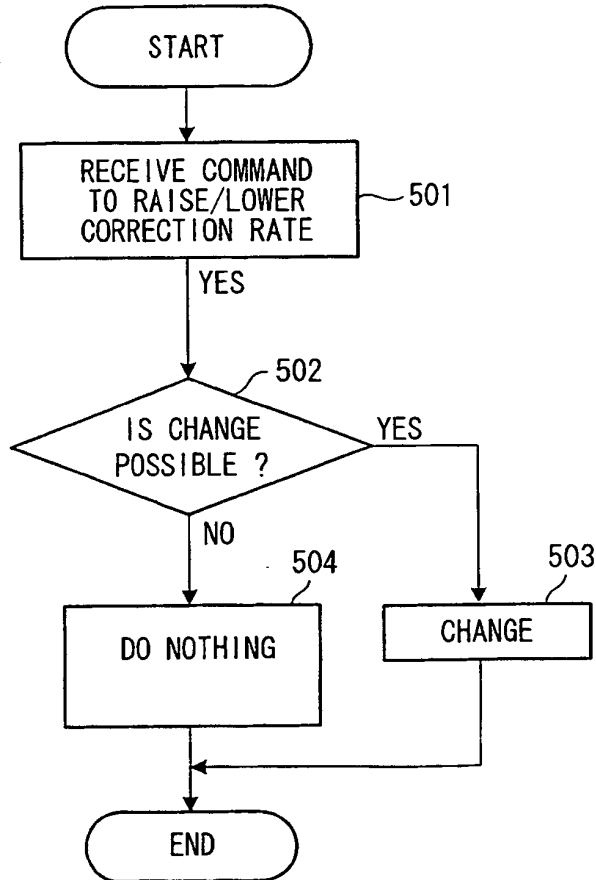 START
RECEIVE COMMAND
TO RAISE/LOWER
CORRECTION RATE
501
YES
502
IS CHANGE
POSSIBLE ?
YES
NO
504
503
DO NOTHING
CHANGE
END